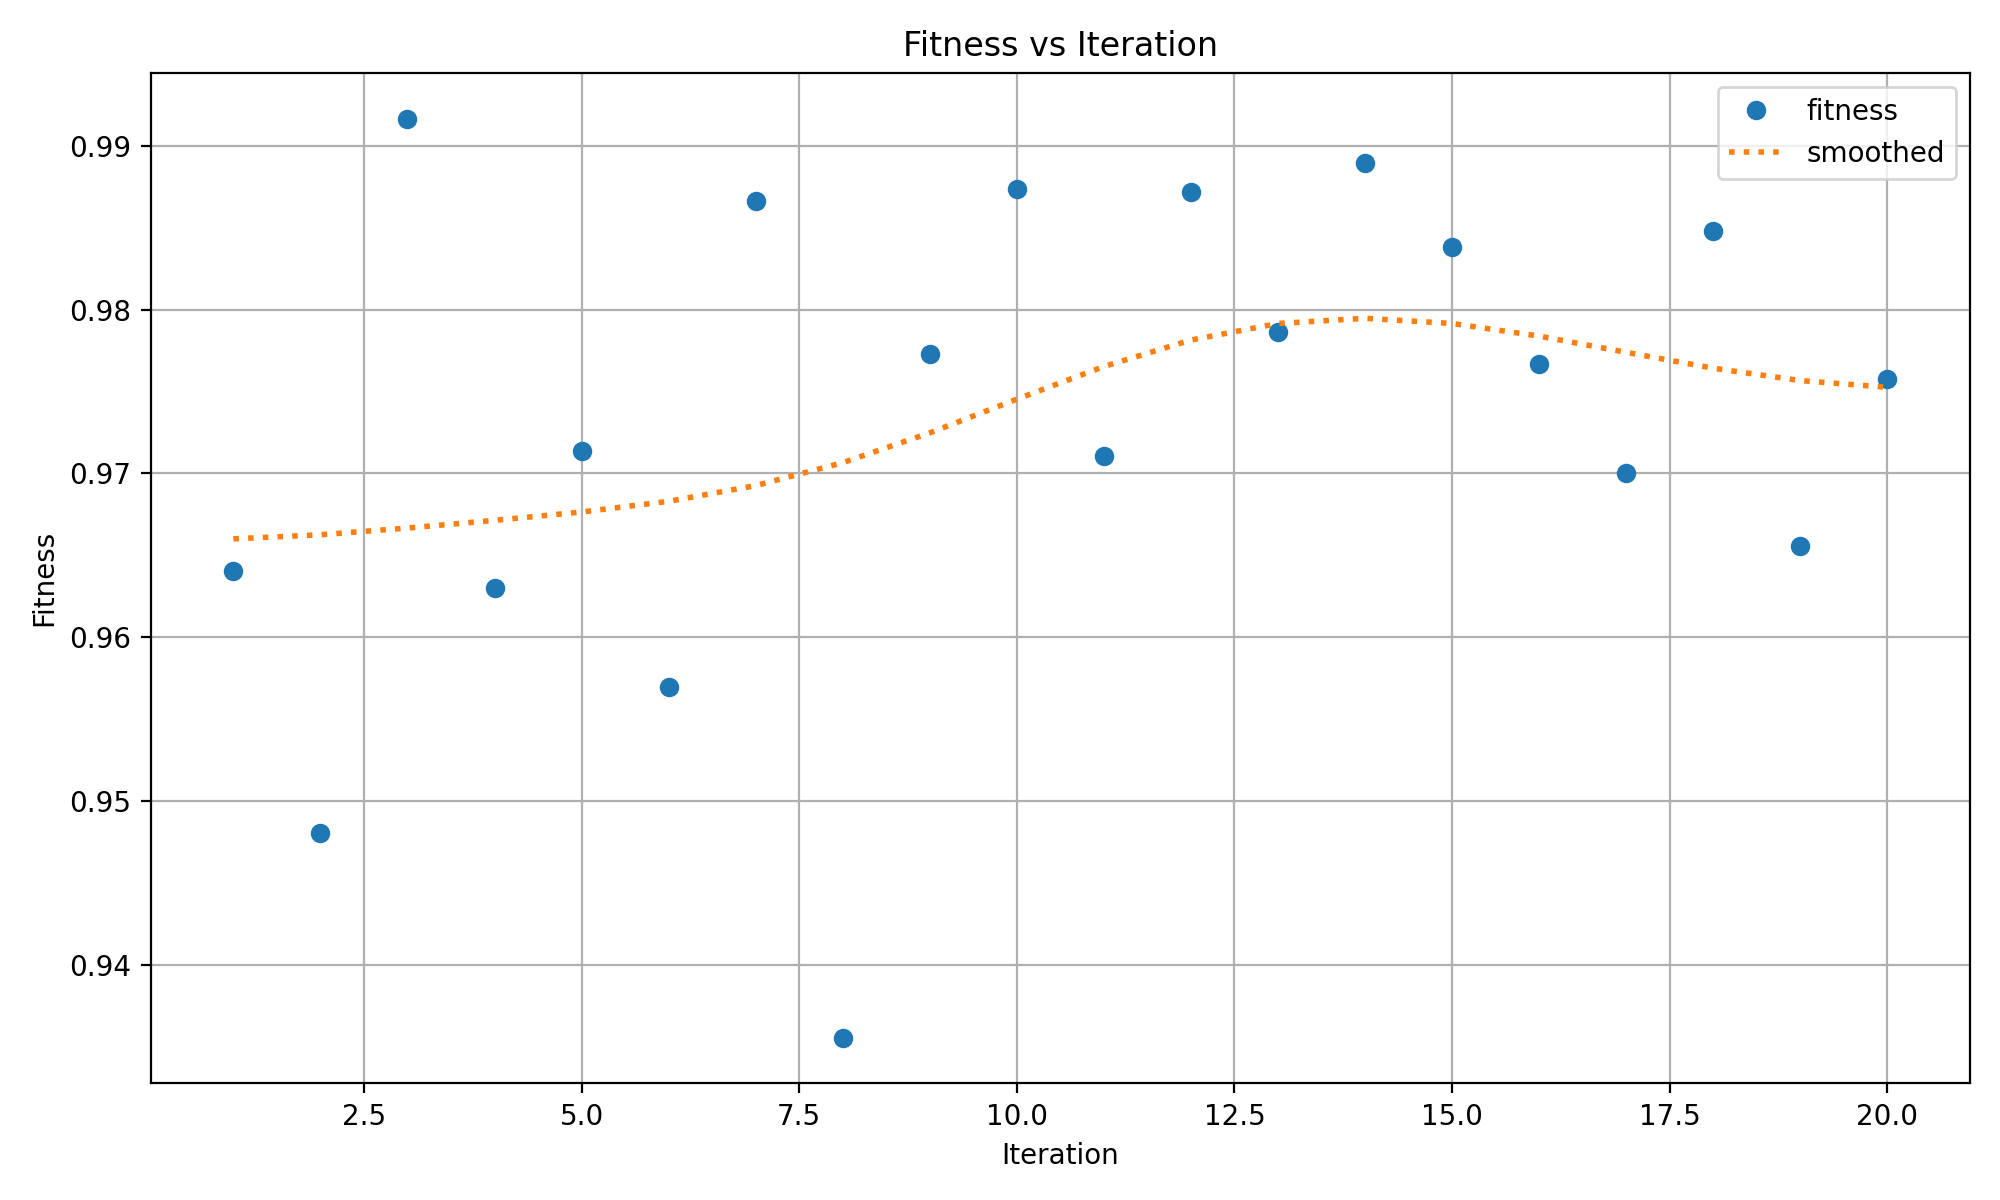 Fitness vs Iteration
fitness
smoothed
0.99
0.98
0.97
0.96
0.95
0.94
Fitness
2.5 5.0 7.5 10.0 12.5 15.0 17.5 20.0
Iteration